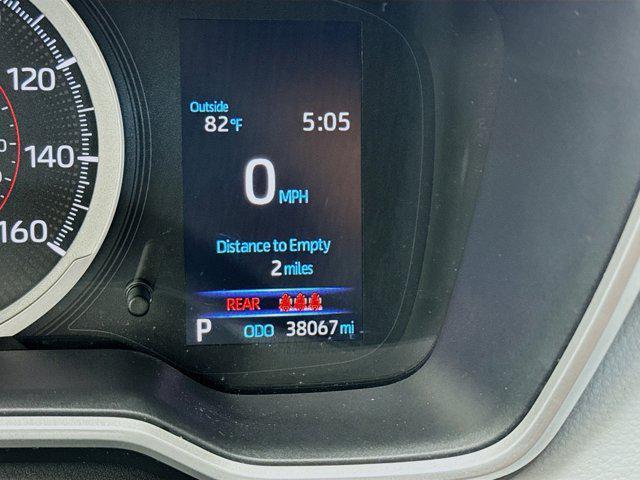 120
140
160
Outside
82°F 5:05
0 MPH
Distance to Empty
2 miles
REAR
P ODO 38067 mi